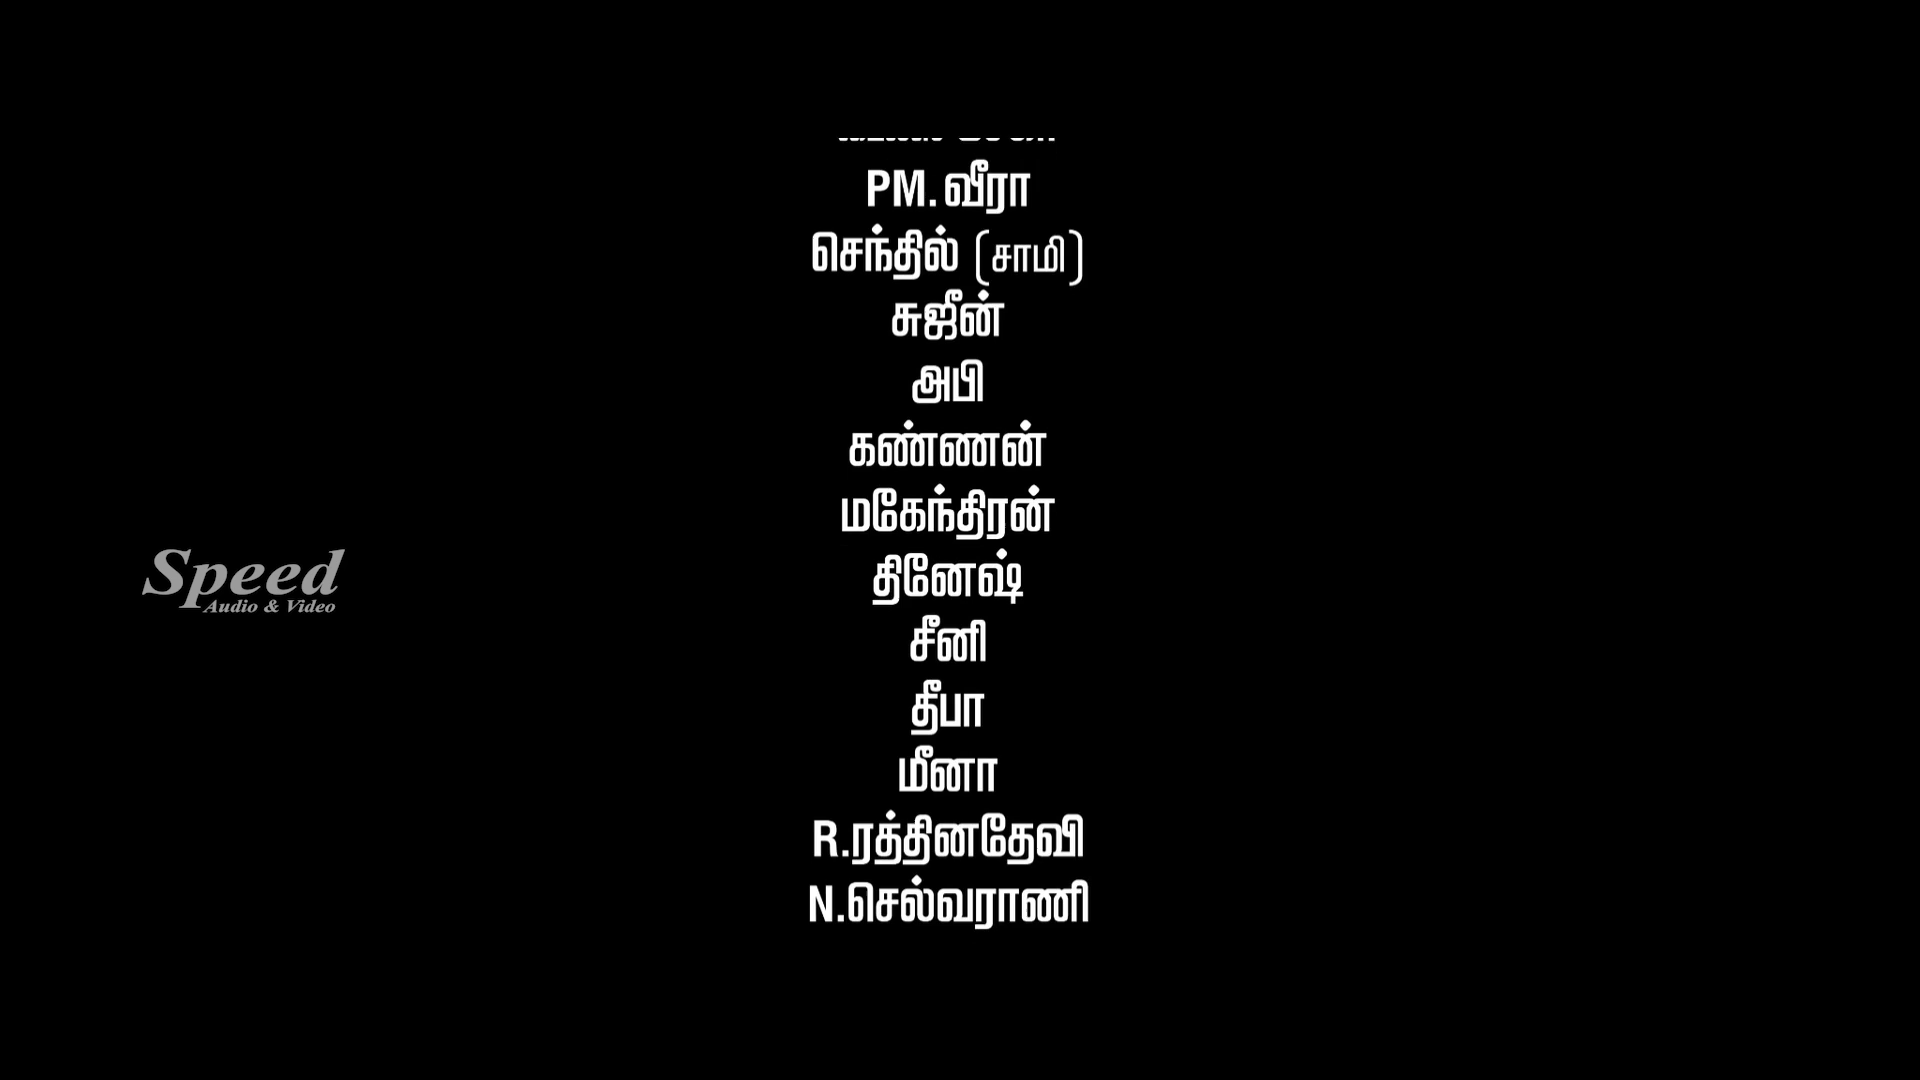 PM.வீரா
செந்தில் (சாமி)
சுஜீன்
அபி
கண்ணன்
மகேந்திரன்
தினேஷ்
சீனி
தீபா
மீனா
R.ரத்தினதேவி
N.செல்வராணி
Speed
Audio & Video